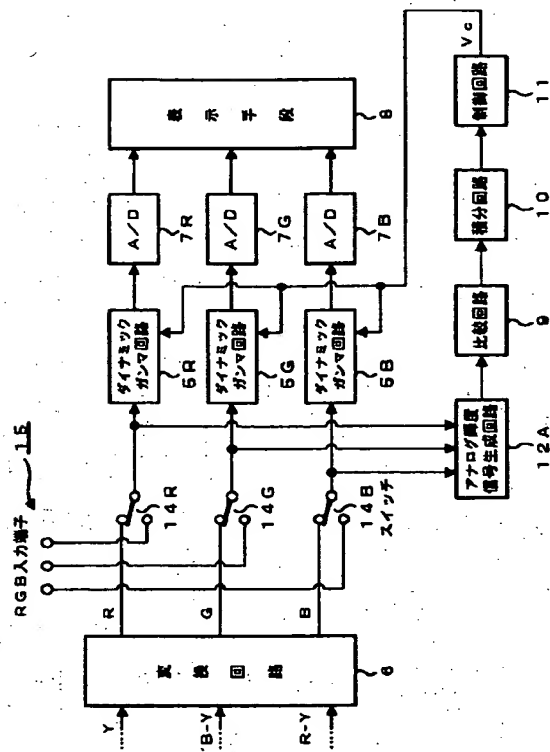 RGB入力端子
15
Y
B-Y
R-Y
変換回路
6
R
G
B
14R
14G
14B
スイッチ
ダイナミック
ガンマ回路
5R
ダイナミック
ガンマ回路
5G
ダイナミック
ガンマ回路
5B
A/D
7R
A/D
7G
A/D
7B
表示手段
8
アナログ輝度
信号生成回路
12A
比較回路
9
積分回路
10
制御回路
11
Vc